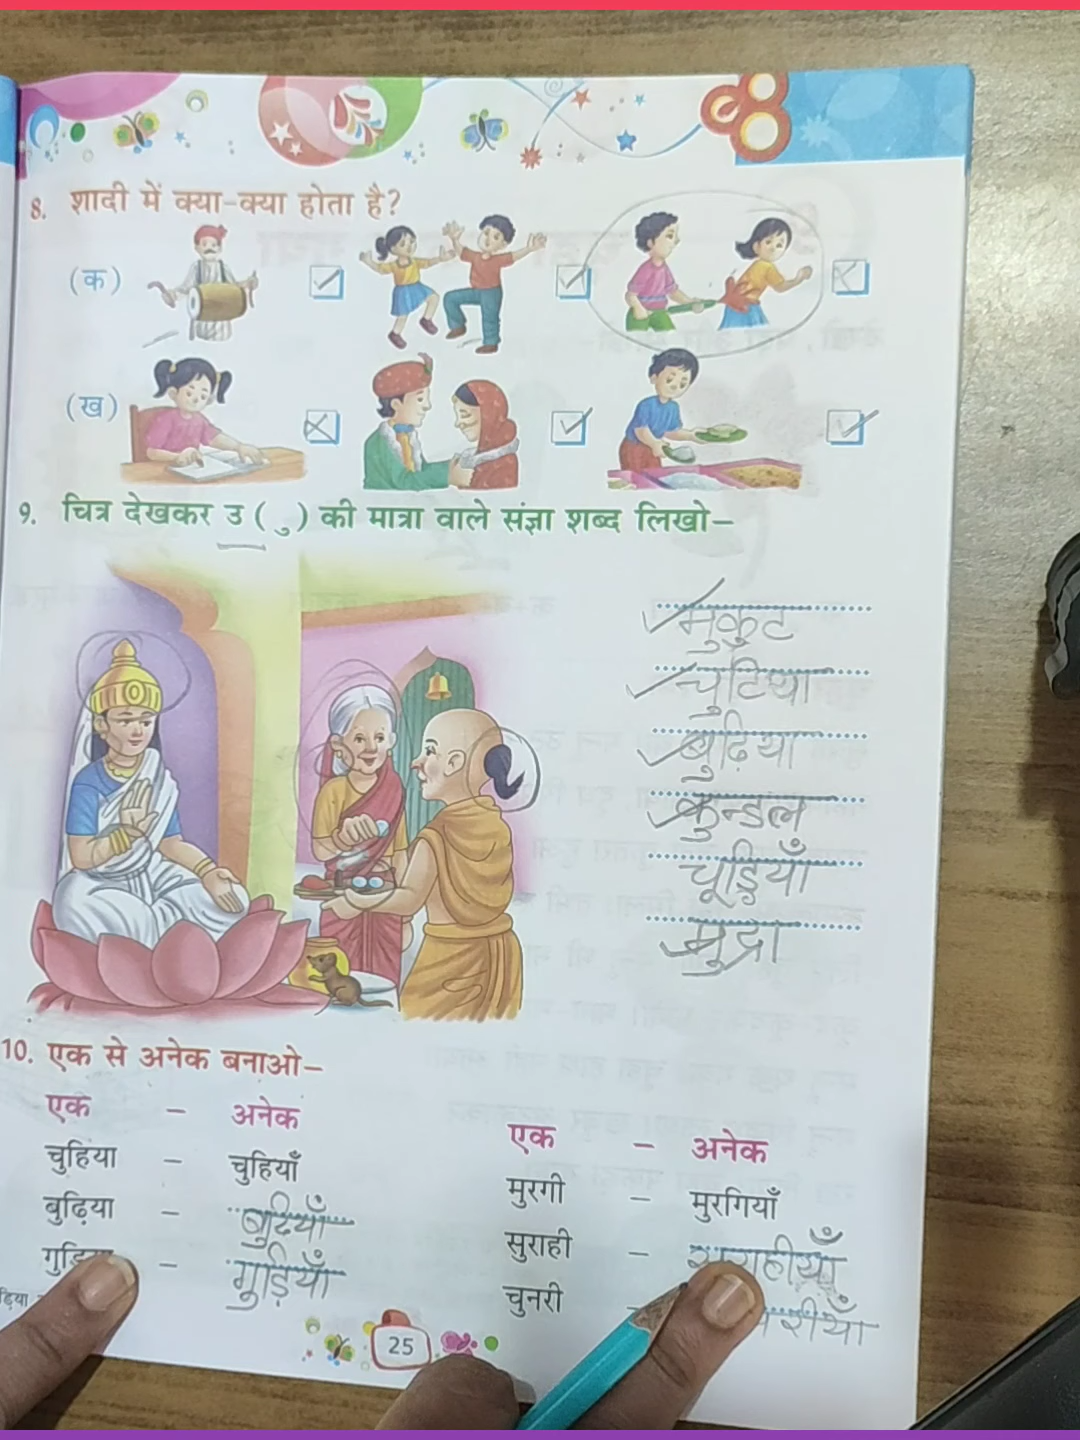 8. शादी में क्या-क्या होता है?
(क)
(ख)
9. चित्र देखकर उ ( ु ) की मात्रा वाले संज्ञा शब्द लिखो–
मुकुट
चुटिया
बुढ़िया
कुन्डल
चूड़ियाँ
मुद्रा
10. एक से अनेक बनाओ–
एक – अनेक
चुहिया – चुहियाँ
बुढ़िया – बुढ़ियाँ
– गुड़ियाँ
एक – अनेक
मुरगी – मुरगियाँ
सुराही –
चुनरी –
25